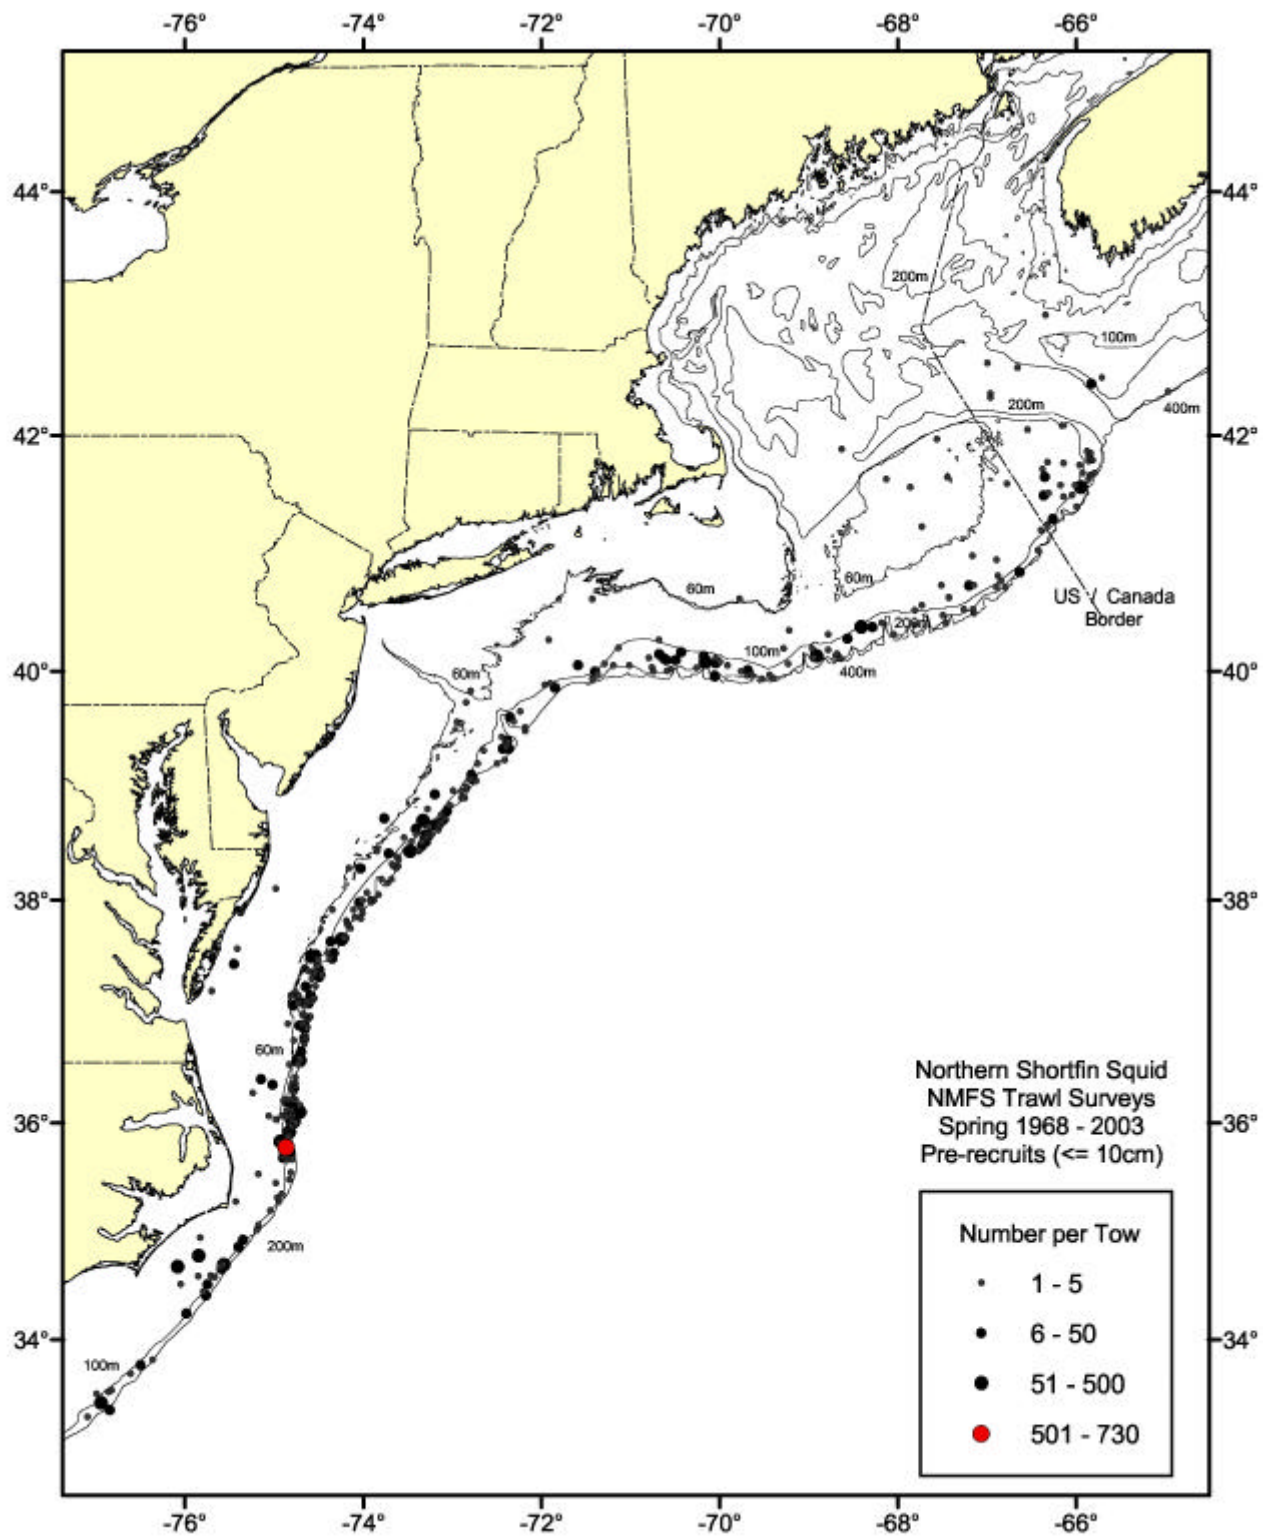 -76° -74° -72° -70° -68° -66°
44° 44°
200m
100m
200m
400m
42° 42°
60m
60m
US / Canada
Border
200m
100m
40° 60m 400m 40°
38° 38°
60m
Northern Shortfin Squid
NMFS Trawl Surveys
36° Spring 1968 - 2003 36°
Pre-recruits (<= 10cm)
Number per Tow
200m
1 - 5
6 - 50
34° 34°
100m
51 - 500
501 - 730
-76° -74° -72° -70° -68° -66°